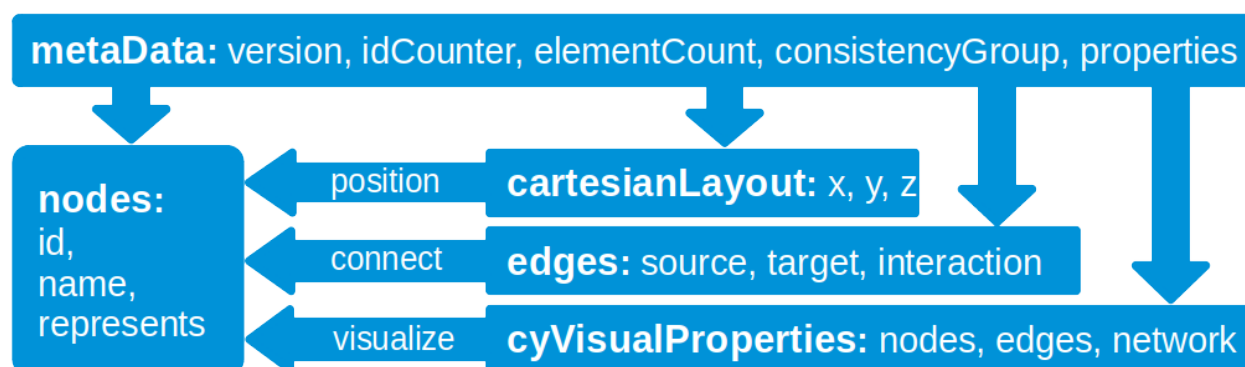 metaData: version, idCounter, elementCount, consistencyGroup, properties
nodes:
id,
name,
represents
position
cartesianLayout: x, y, z
connect
edges: source, target, interaction
visualize
cyVisualProperties: nodes, edges, network